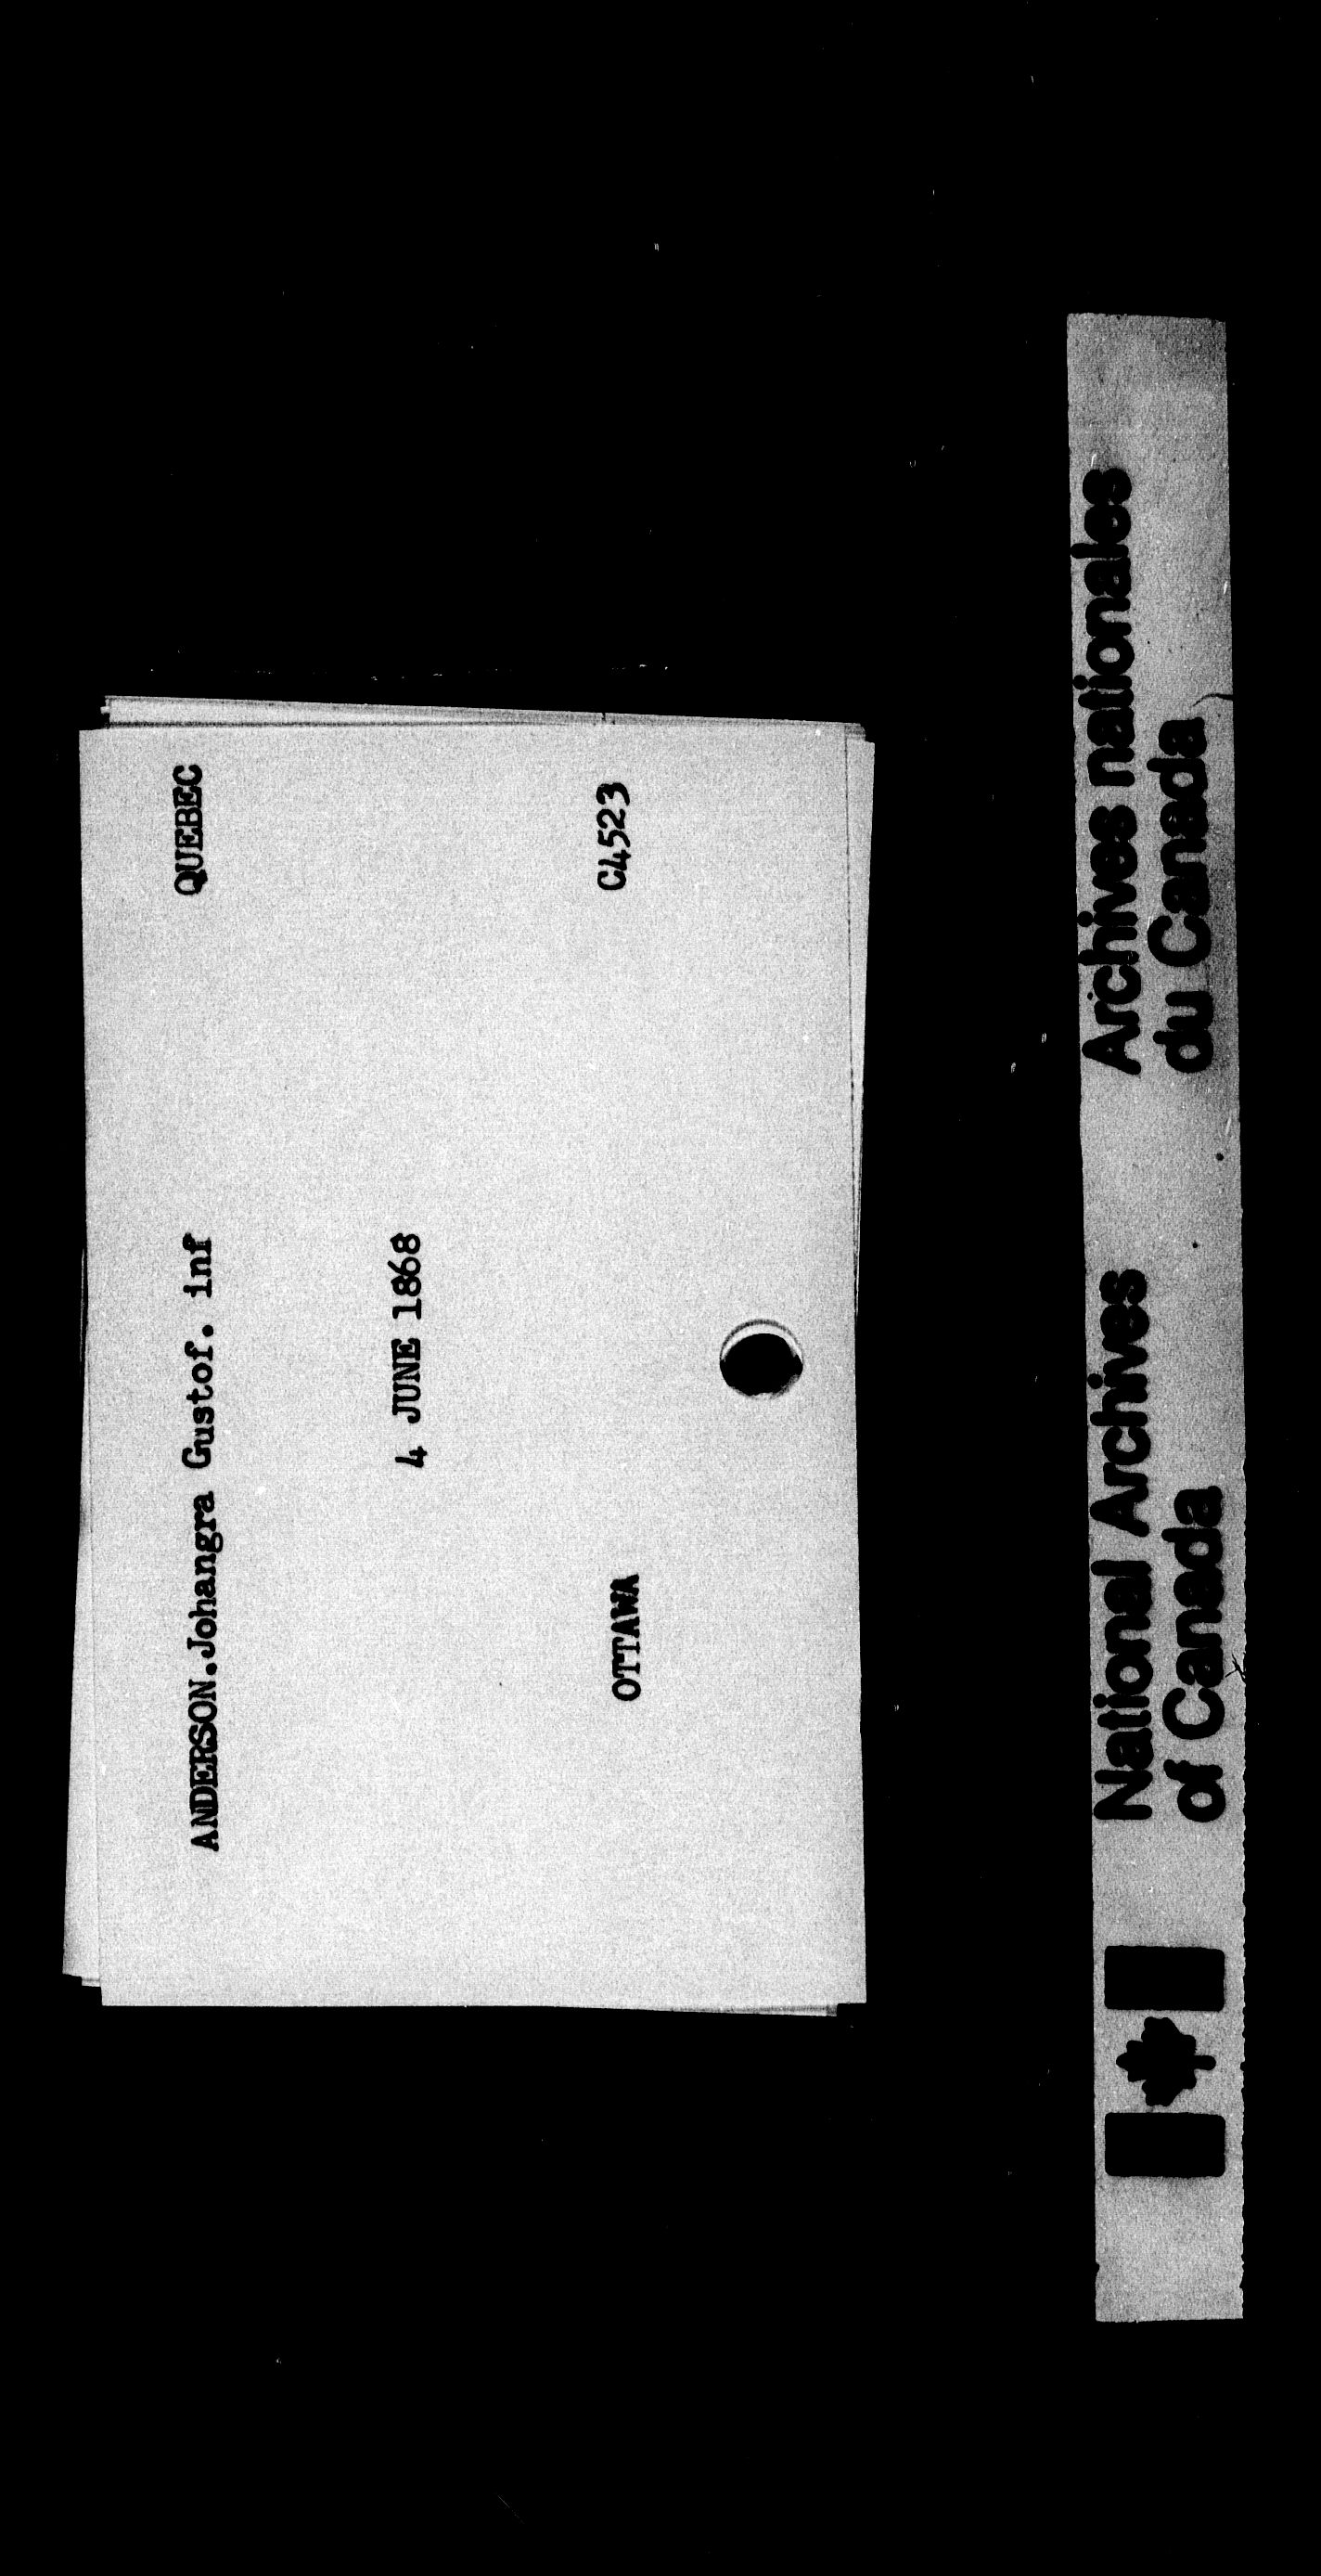 ANDERSON.Johangra Gustof. inf QUEBEC
4 JUNE 1868
OTTAWA C4523
National Archives
of Canada
Archives nationales
du Canada